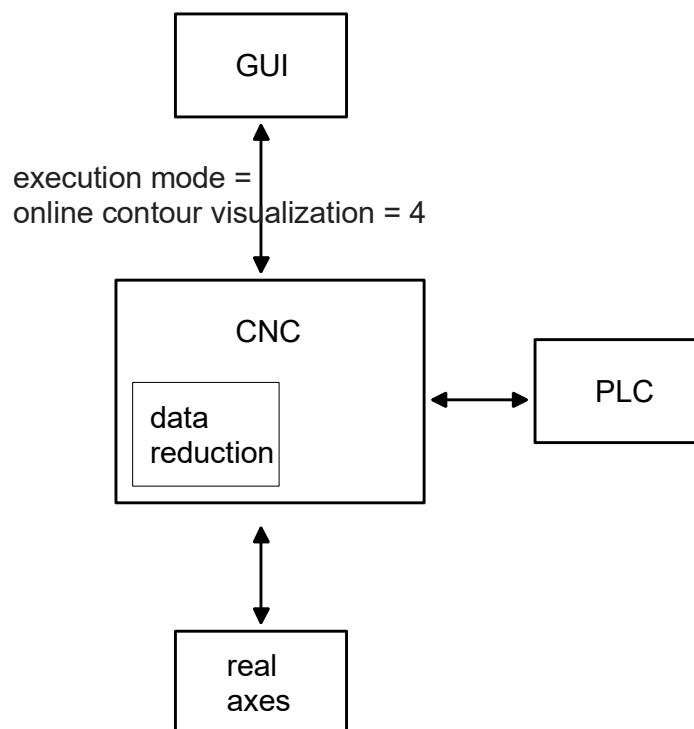 GUI
execution mode =
online contour visualization = 4
CNC
data
reduction
PLC
real
axes